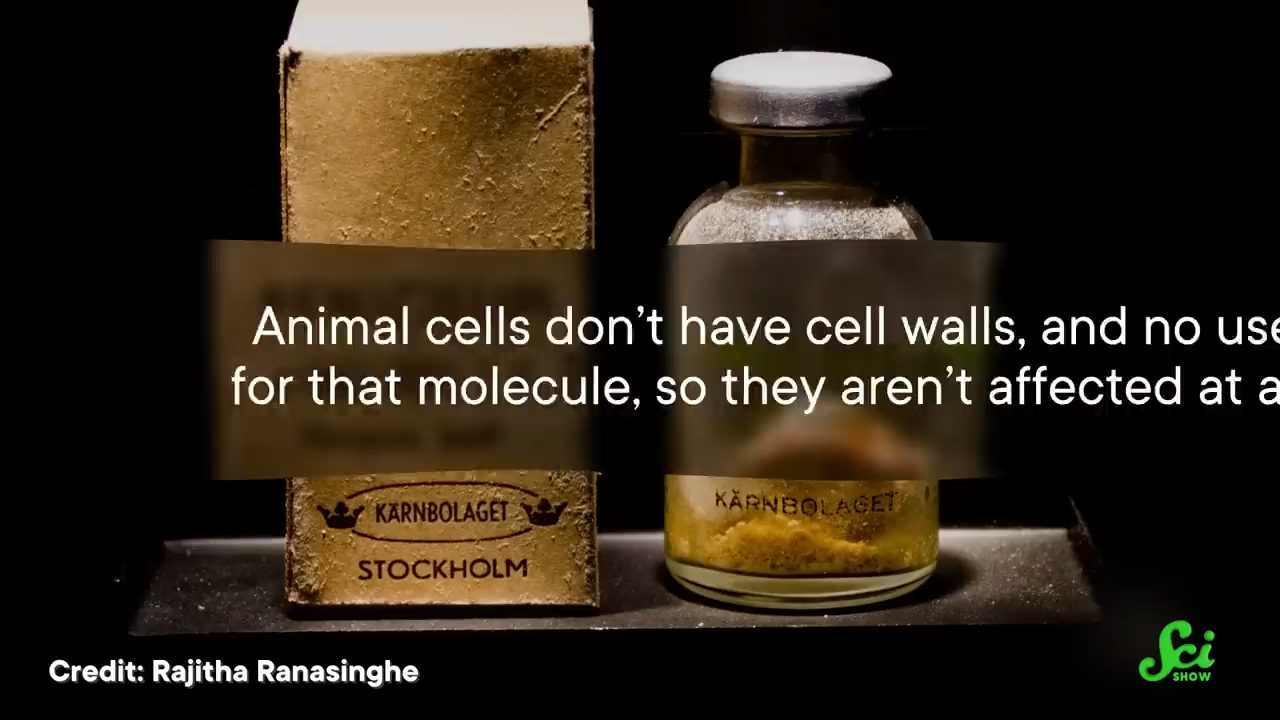 Animal cells don't have cell walls, and no use
for that molecule, so they aren't affected at a
KÄRNBOLAGET
STOCKHOLM
KÄRNBOLAGET
Credit: Rajitha Ranasinghe
Sci
SHOW